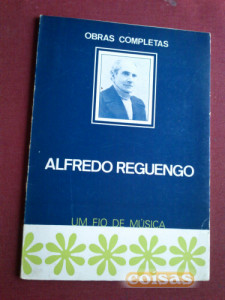 OBRAS COMPLETAS
ALFREDO REGUENGO
UM FIO DE MÚSICA
coisas